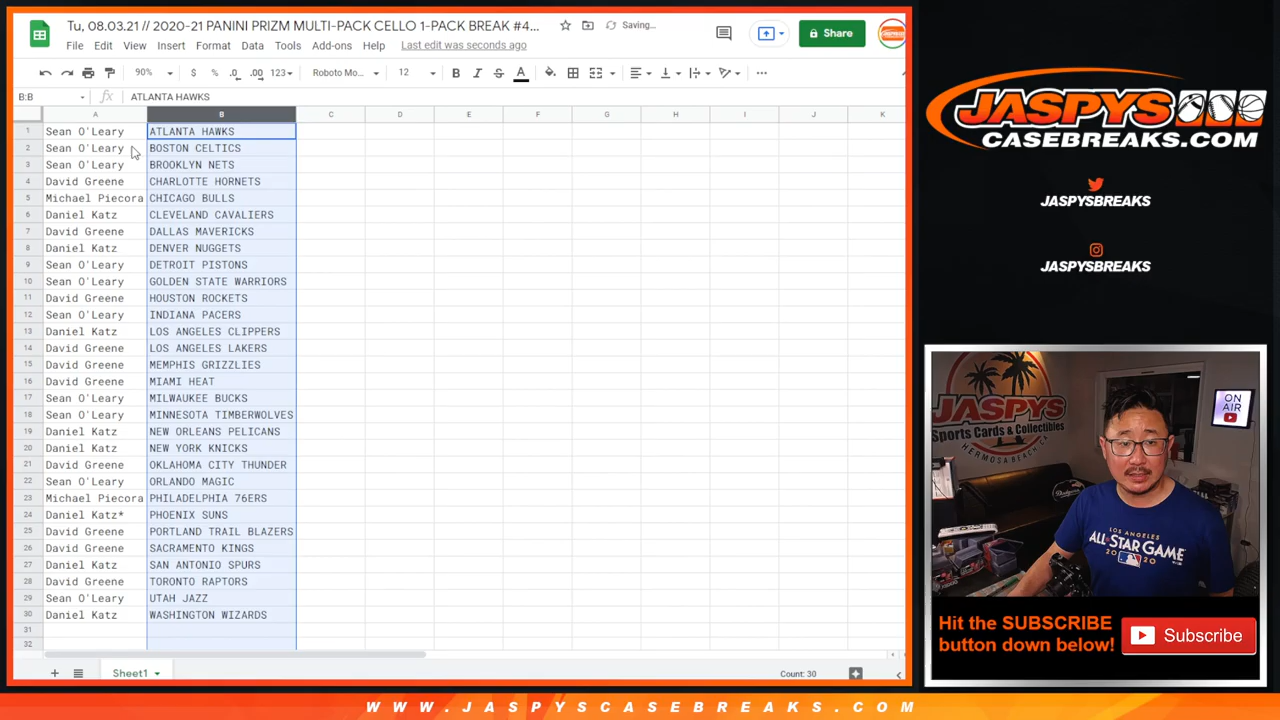 Tu, 08.03.21 // 2020-21 PANINI PRIZM MULTI-PACK CELLO 1-PACK BREAK #4... Saving...
Share
File Edit View Insert Format Data Tools Add-ons Help Last edit was seconds ago
90% $ % .0 .00 123 Roboto Mo... 12 B I S A
B:B fx ATLANTA HAWKS
A B C D E F G H I J K
1 Sean O'Leary ATLANTA HAWKS
2 Sean O'Leary BOSTON CELTICS
3 Sean O'Leary BROOKLYN NETS
4 David Greene CHARLOTTE HORNETS
5 Michael Piecora CHICAGO BULLS
6 Daniel Katz CLEVELAND CAVALIERS
7 David Greene DALLAS MAVERICKS
8 Daniel Katz DENVER NUGGETS
9 Sean O'Leary DETROIT PISTONS
10 Sean O'Leary GOLDEN STATE WARRIORS
11 David Greene HOUSTON ROCKETS
12 Sean O'Leary INDIANA PACERS
13 Daniel Katz LOS ANGELES CLIPPERS
14 David Greene LOS ANGELES LAKERS
15 David Greene MEMPHIS GRIZZLIES
16 David Greene MIAMI HEAT
17 Sean O'Leary MILWAUKEE BUCKS
18 Sean O'Leary MINNESOTA TIMBERWOLVES
19 Daniel Katz NEW ORLEANS PELICANS
20 Daniel Katz NEW YORK KNICKS
21 David Greene OKLAHOMA CITY THUNDER
22 Sean O'Leary ORLANDO MAGIC
23 Michael Piecora PHILADELPHIA 76ERS
24 Daniel Katz* PHOENIX SUNS
25 David Greene PORTLAND TRAIL BLAZERS
26 David Greene SACRAMENTO KINGS
27 Daniel Katz SAN ANTONIO SPURS
28 David Greene TORONTO RAPTORS
29 Sean O'Leary UTAH JAZZ
30 Daniel Katz WASHINGTON WIZARDS
31
32
Sheet1
Count: 30
JASPYS
CASEBREAKS.COM
JASPYSBREAKS
JASPYSBREAKS
JASPYS
Sports Cards & Collectibles
HERMOSA BEACH CA.
ON
AIR
Dodgers
LOS ANGELES
ALL-STAR GAME
2020
Hit the SUBSCRIBE
button down below!
Subscribe
WWW.JASPYSCASEBREAKS.COM